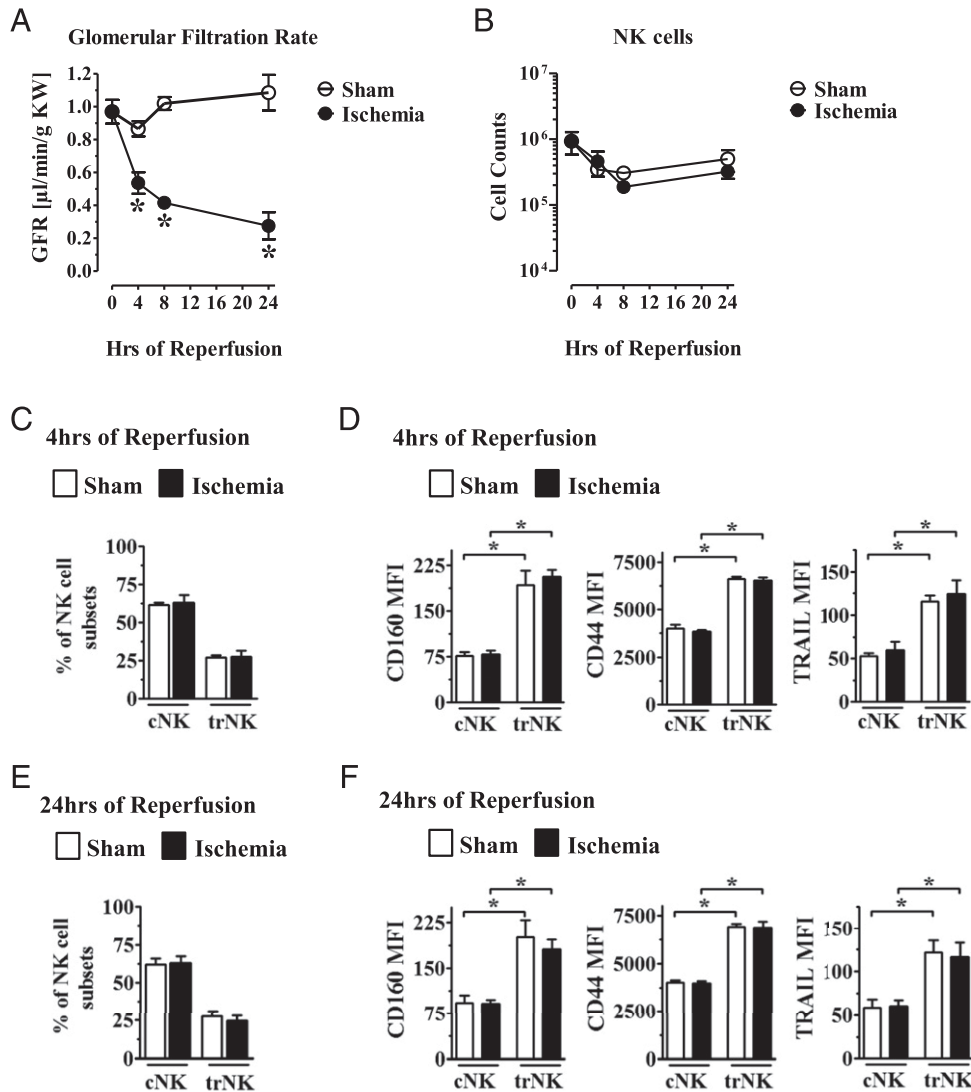 A
Glomerular Filtration Rate
GFR [µl/min/g KW]
1.2
1.0
0.8
0.6
0.4
0.2
0.0
Sham
Ischemia
*
*
*
0 4 8 12 16 20 24
Hrs of Reperfusion
B
NK cells
Cell Counts
10⁷
10⁶
10⁵
10⁴
Sham
Ischemia
0 4 8 12 16 20 24
Hrs of Reperfusion
C
4hrs of Reperfusion
Sham Ischemia
% of NK cell
subsets
100
75
50
25
0
cNK trNK
D
4hrs of Reperfusion
Sham Ischemia
CD160 MFI
225
150
75
0
*
*
cNK trNK
CD44 MFI
7500
5000
2500
0
*
*
cNK trNK
TRAIL MFI
150
100
50
0
*
*
cNK trNK
E
24hrs of Reperfusion
Sham Ischemia
% of NK cell
subsets
100
75
50
25
0
cNK trNK
F
24hrs of Reperfusion
Sham Ischemia
CD160 MFI
225
150
75
0
*
*
cNK trNK
CD44 MFI
7500
5000
2500
0
*
*
cNK trNK
TRAIL MFI
150
100
50
0
*
*
cNK trNK